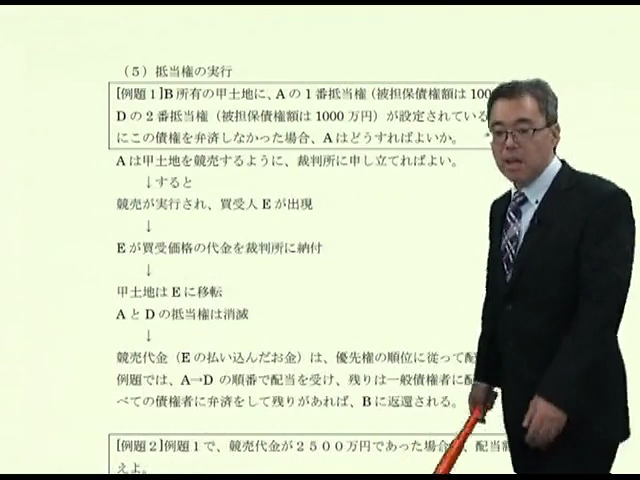 （５）抵当権の実行
［例題１］Ｂ所有の甲土地に、Ａの１番抵当権（被担保債権額は100
Ｄの２番抵当権（被担保債権額は1000万円）が設定されている
にこの債権を弁済しなかった場合、Ａはどうすればよいか。
Ａは甲土地を競売するように、裁判所に申し立てればよい。
↓すると
競売が実行され、買受人Ｅが出現
↓
Ｅが買受価格の代金を裁判所に納付
↓
甲土地はＥに移転
ＡとＤの抵当権は消滅
↓
競売代金（Ｅの払い込んだお金）は、優先権の順位に従って配
例題では、Ａ→Ｄの順番で配当を受け、残りは一般債権者に配
べての債権者に弁済をして残りがあれば、Ｂに返還される。
［例題２］例題１で、競売代金が２５００万円であった場合、配当
えよ。